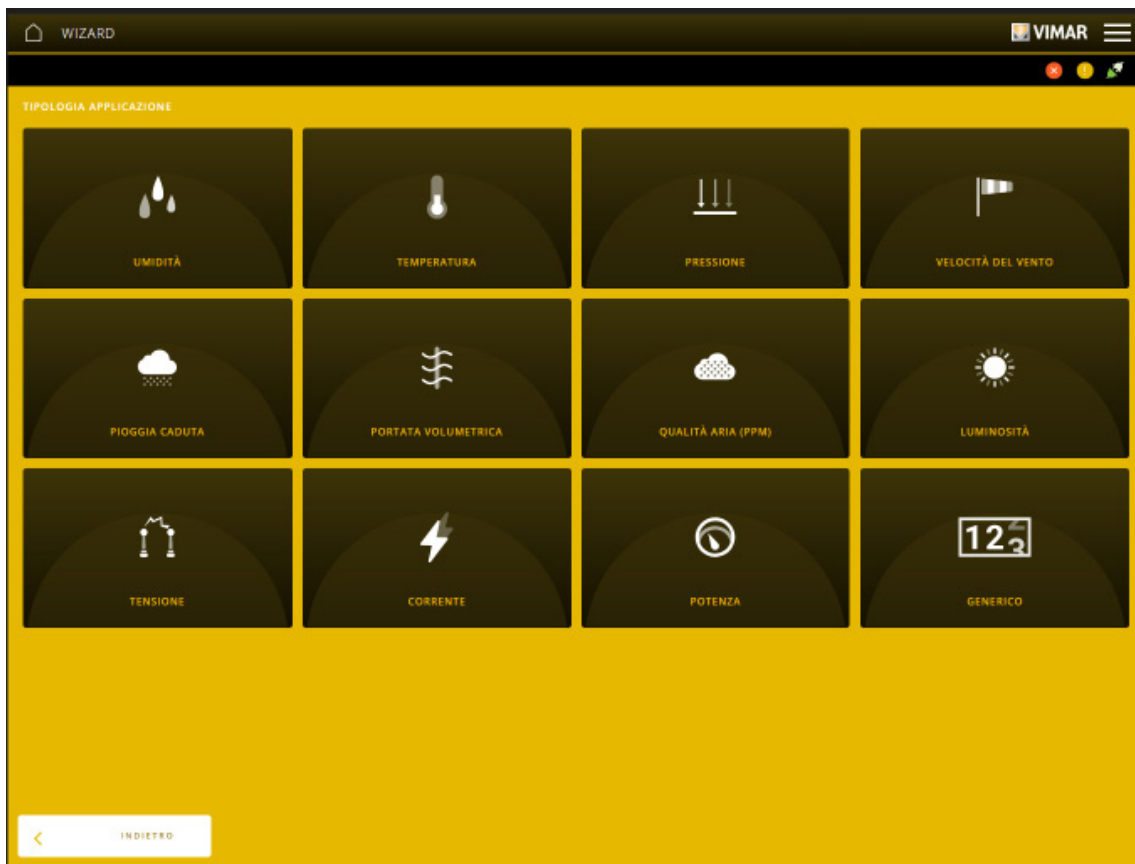 WIZARD
VIMAR
TIPOLOGIA APPLICAZIONE
UMIDITÀ
TEMPERATURA
PRESSIONE
VELOCITÀ DEL VENTO
PIOGGIA CADUTA
PORTATA VOLUMETRICA
QUALITÀ ARIA (PPM)
LUMINOSITÀ
TENSIONE
CORRENTE
POTENZA
123
GENERICO
INDIETRO